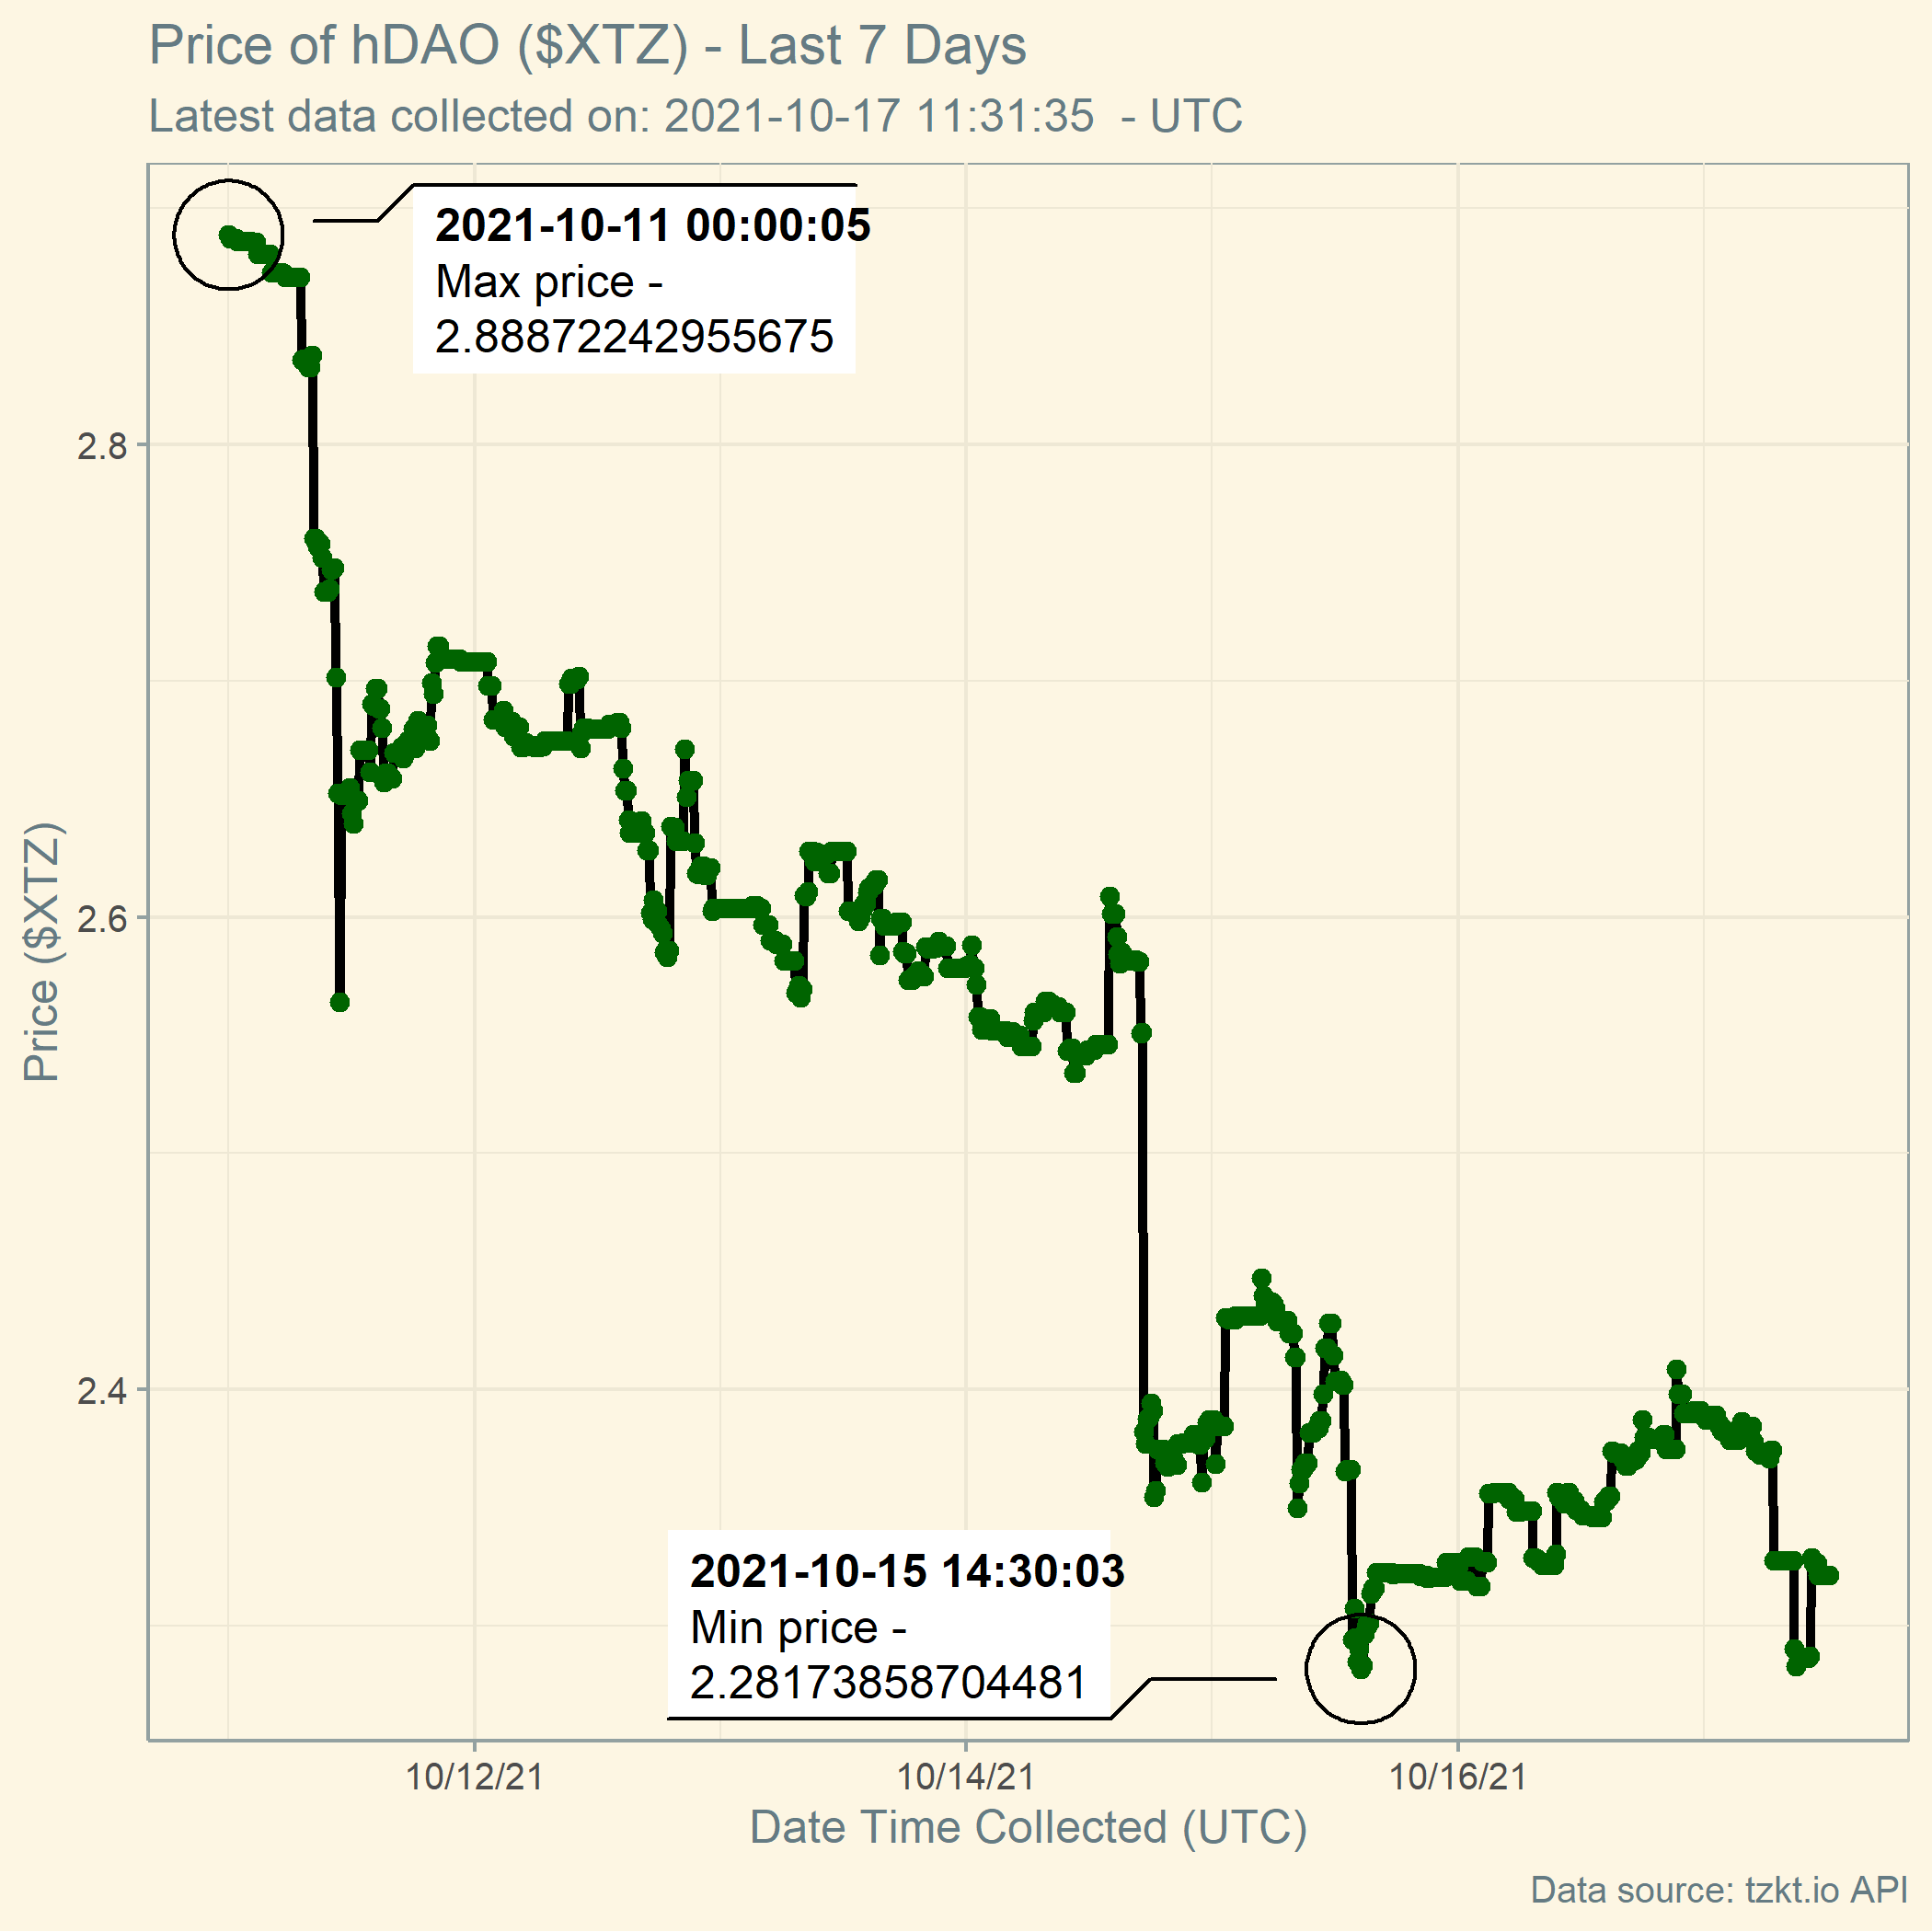 Price of hDAO ($XTZ) - Last 7 Days
Latest data collected on: 2021-10-17 11:31:35  - UTC
2021-10-11 00:00:05
Max price -
2.88872242955675
2.8
2.6
2.4
Price ($XTZ)
2021-10-15 14:30:03
Min price -
2.28173858704481
10/12/21
10/14/21
10/16/21
Date Time Collected (UTC)
Data source: tzkt.io API